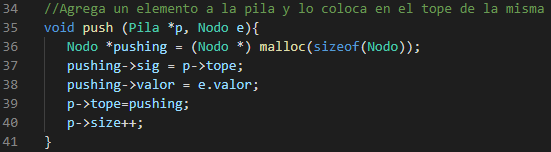 34 //Agrega un elemento a la pila y lo coloca en el tope de la misma
35 void push (Pila *p, Nodo e){
36 Nodo *pushing = (Nodo *) malloc(sizeof(Nodo));
37 pushing->sig = p->tope;
38 pushing->valor = e.valor;
39 p->tope=pushing;
40 p->size++;
41 }